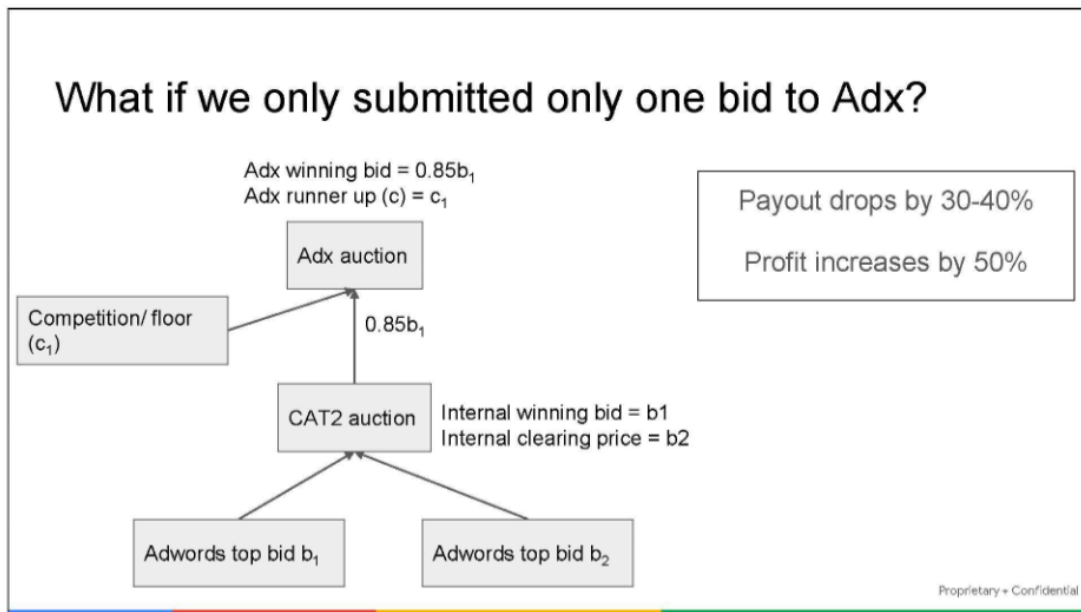 What if we only submitted only one bid to Adx?
Adx winning bid = 0.85b₁
Adx runner up (c) = c₁
Payout drops by 30-40%
Profit increases by 50%
Adx auction
Competition/ floor
(c₁)
0.85b₁
CAT2 auction
Internal winning bid = b1
Internal clearing price = b2
Adwords top bid b₁
Adwords top bid b₂
Proprietary + Confidential